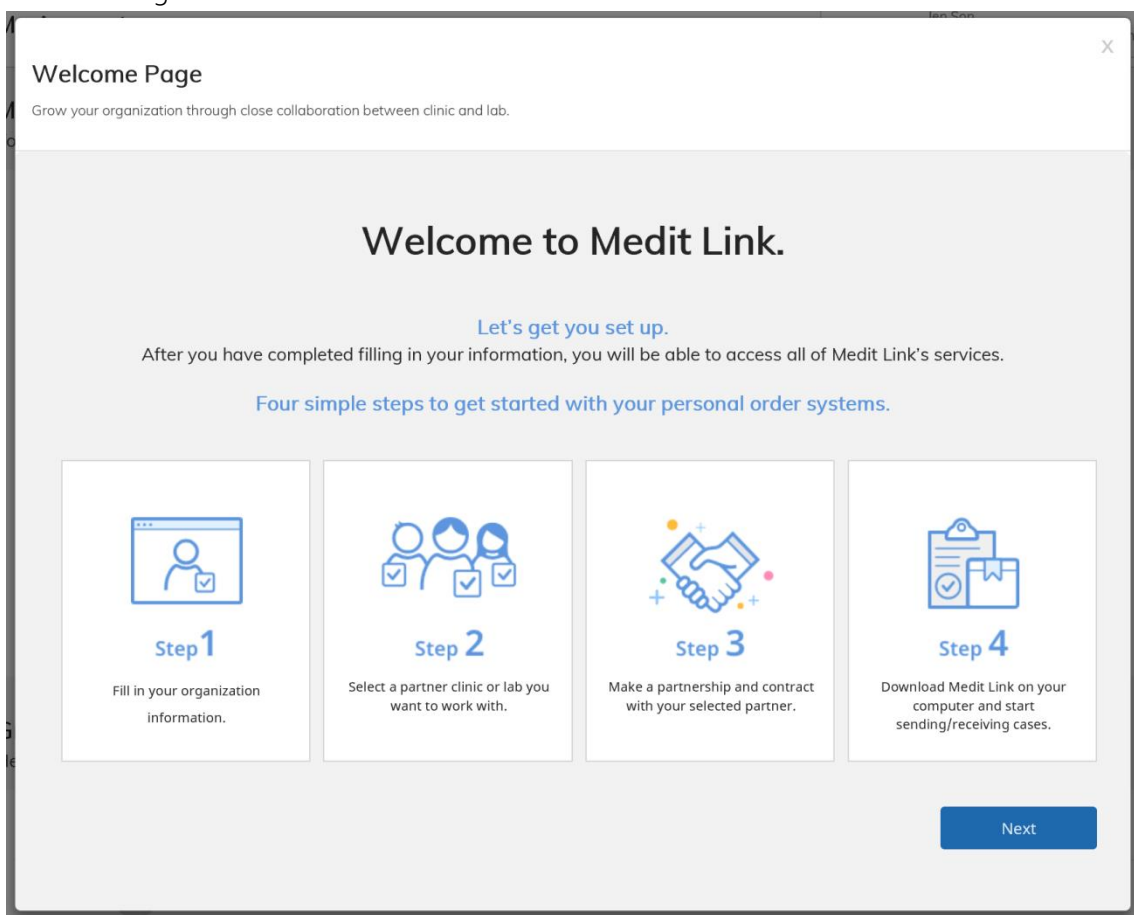 Welcome Page
X
Grow your organization through close collaboration between clinic and lab.
Welcome to Medit Link.
Let's get you set up.
After you have completed filling in your information, you will be able to access all of Medit Link's services.
Four simple steps to get started with your personal order systems.
Step 1
Fill in your organization
information.
Step 2
Select a partner clinic or lab you
want to work with.
Step 3
Make a partnership and contract
with your selected partner.
Step 4
Download Medit Link on your
computer and start
sending/receiving cases.
Next